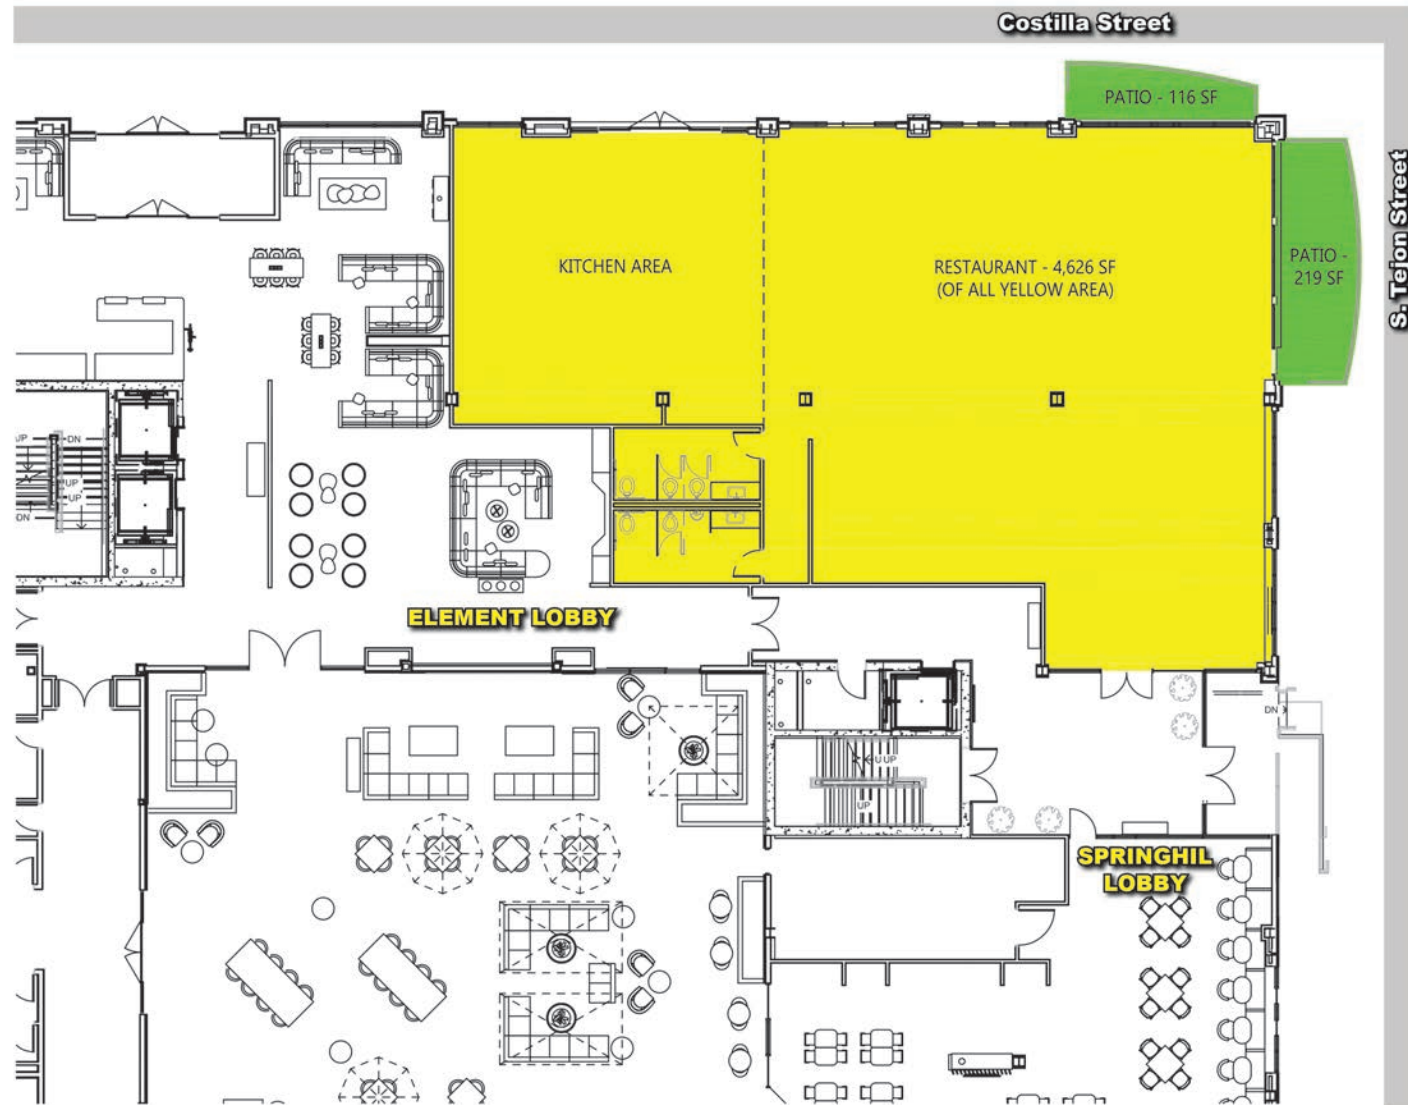 Costilla Street
PATIO - 116 SF
S. Tejon Street
KITCHEN AREA
RESTAURANT - 4,626 SF
(OF ALL YELLOW AREA)
PATIO -
219 SF
UP
DN
UP
UP
DN
ELEMENT LOBBY
DN
UP
UP
SPRINGHIL
LOBBY